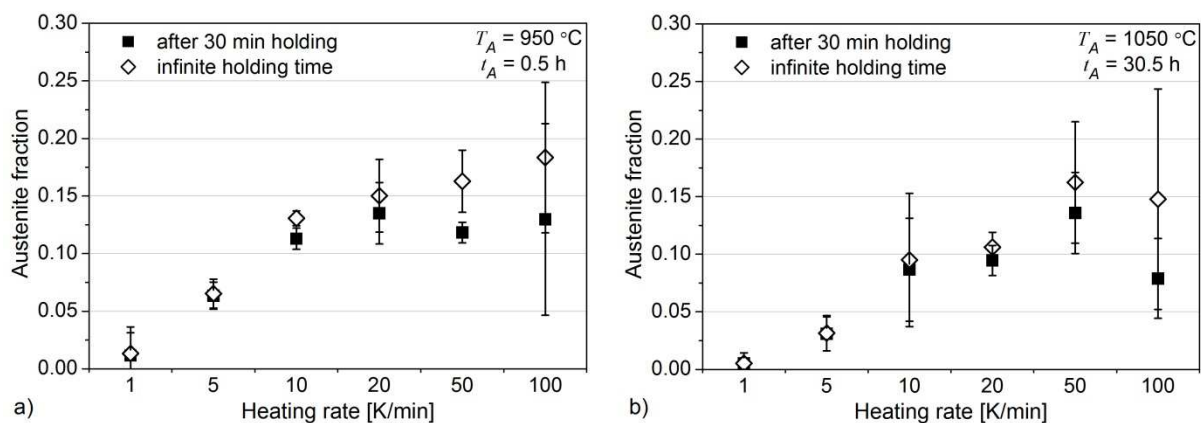 0.30
0.25
0.20
0.15
0.10
0.05
0.00
Austenite fraction
after 30 min holding
infinite holding time
T_A = 950 °C
t_A = 0.5 h
1 5 10 20 50 100
Heating rate [K/min]
a)
0.30
0.25
0.20
0.15
0.10
0.05
0.00
Austenite fraction
after 30 min holding
infinite holding time
T_A = 1050 °C
t_A = 30.5 h
1 5 10 20 50 100
Heating rate [K/min]
b)